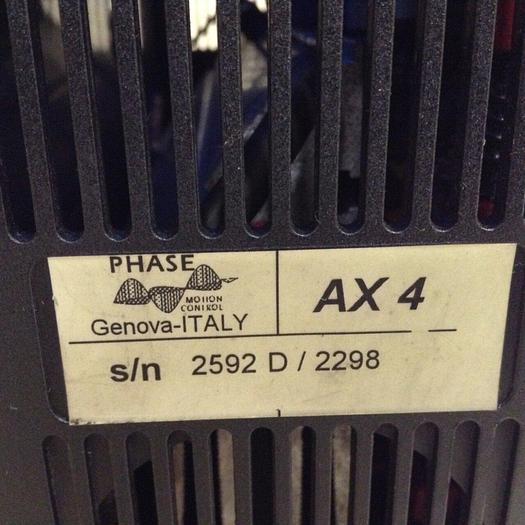 PHASE
MOTION
CONTROL
Genova-ITALY
AX 4
s/n 2592 D / 2298